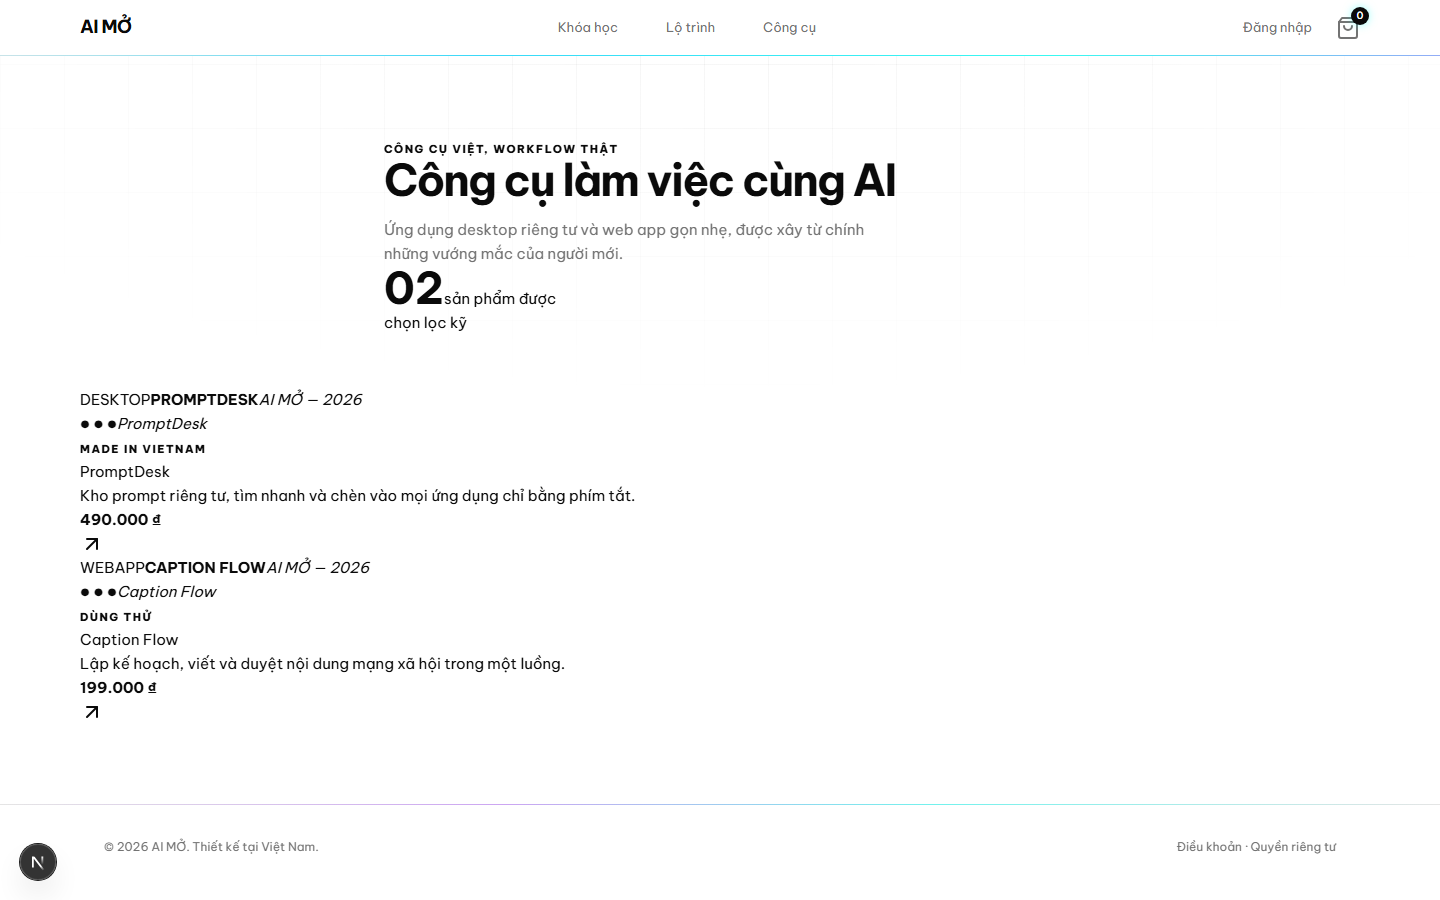 AI MỞ
Khóa học
Lộ trình
Công cụ
Đăng nhập
0
CÔNG CỤ VIỆT, WORKFLOW THẬT
Công cụ làm việc cùng AI
Ứng dụng desktop riêng tư và web app gọn nhẹ, được xây từ chính
những vướng mắc của người mới.
02 sản phẩm được
chọn lọc kỹ
DESKTOPPROMPTDESKAI MỞ — 2026
●●●PromptDesk
MADE IN VIETNAM
PromptDesk
Kho prompt riêng tư, tìm nhanh và chèn vào mọi ứng dụng chỉ bằng phím tắt.
490.000 ₫
WEBAPPCAPTION FLOWAI MỞ — 2026
●●●Caption Flow
DÙNG THỬ
Caption Flow
Lập kế hoạch, viết và duyệt nội dung mạng xã hội trong một luồng.
199.000 ₫
© 2026 AI MỞ. Thiết kế tại Việt Nam.
Điều khoản · Quyền riêng tư
N